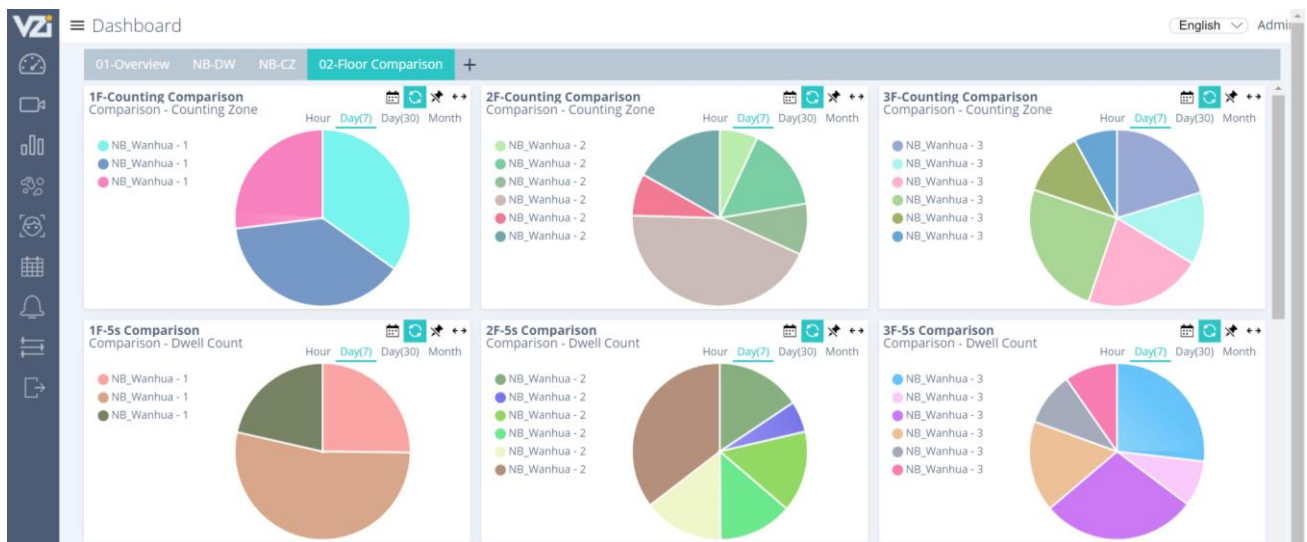 VZi
Dashboard
English
Admin
01-Overview NB-DW NB-CZ 02-Floor Comparison +
1F-Counting Comparison
Comparison - Counting Zone
Hour Day(7) Day(30) Month
NB_Wanhua - 1
NB_Wanhua - 1
NB_Wanhua - 1
2F-Counting Comparison
Comparison - Counting Zone
Hour Day(7) Day(30) Month
NB_Wanhua - 2
NB_Wanhua - 2
NB_Wanhua - 2
NB_Wanhua - 2
NB_Wanhua - 2
NB_Wanhua - 2
3F-Counting Comparison
Comparison - Counting Zone
Hour Day(7) Day(30) Month
NB_Wanhua - 3
NB_Wanhua - 3
NB_Wanhua - 3
NB_Wanhua - 3
NB_Wanhua - 3
NB_Wanhua - 3
1F-5s Comparison
Comparison - Dwell Count
Hour Day(7) Day(30) Month
NB_Wanhua - 1
NB_Wanhua - 1
NB_Wanhua - 1
2F-5s Comparison
Comparison - Dwell Count
Hour Day(7) Day(30) Month
NB_Wanhua - 2
NB_Wanhua - 2
NB_Wanhua - 2
NB_Wanhua - 2
NB_Wanhua - 2
NB_Wanhua - 2
3F-5s Comparison
Comparison - Dwell Count
Hour Day(7) Day(30) Month
NB_Wanhua - 3
NB_Wanhua - 3
NB_Wanhua - 3
NB_Wanhua - 3
NB_Wanhua - 3
NB_Wanhua - 3